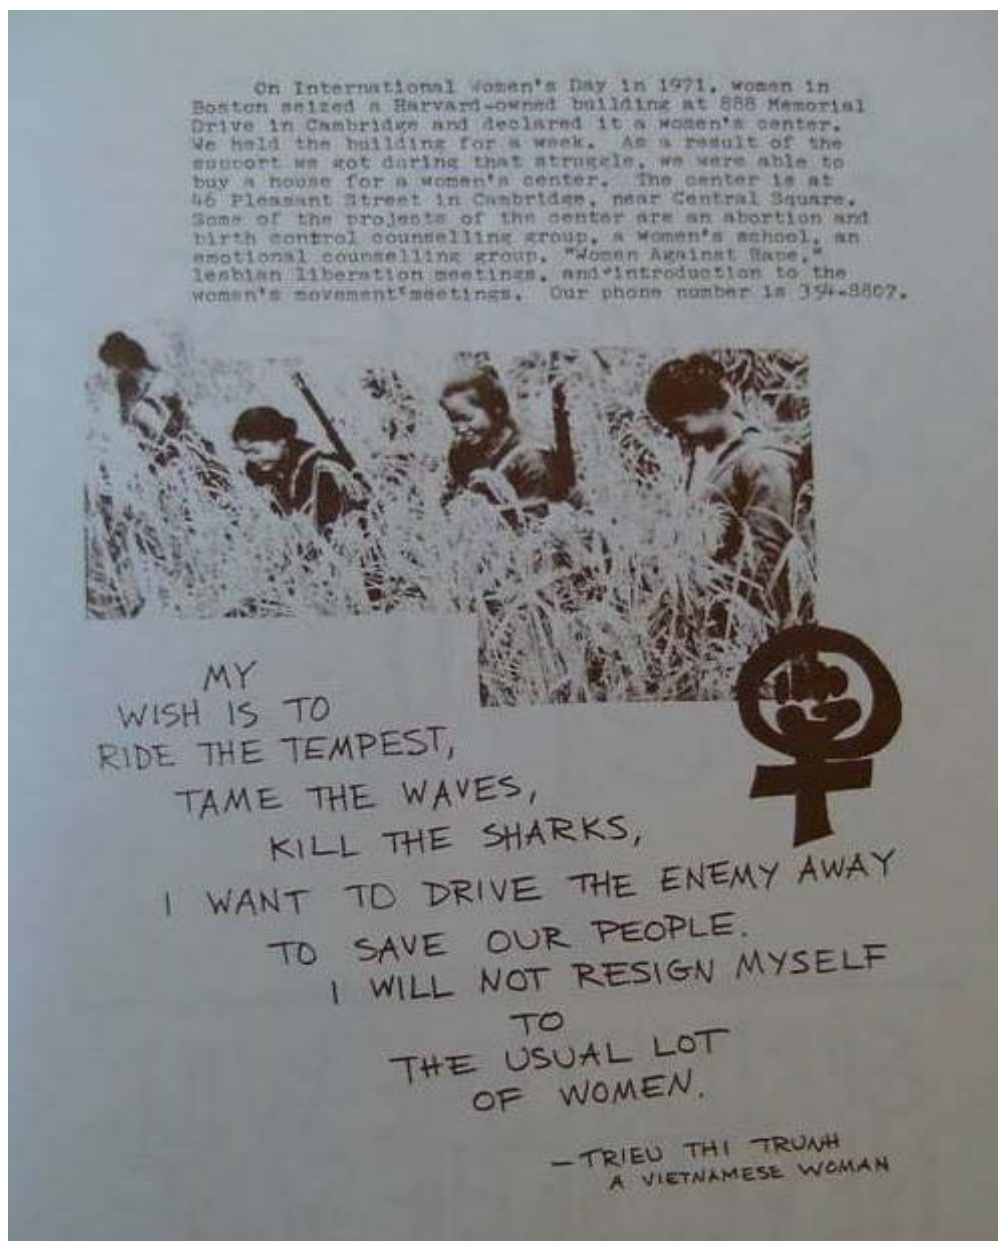 On International Women's Day in 1971, women in
Boston seized a Harvard-owned building at 888 Memorial
Drive in Cambridge and declared it a women's center.
We held the building for a week. As a result of the
support we got during that struggle, we were able to
buy a house for a women's center. The center is at
46 Pleasant Street in Cambridge, near Central Square.
Some of the projects of the center are an abortion and
birth control counselling group, a women's school, an
emotional counselling group, "Women Against Rape,"
lesbian liberation meetings, and introduction to the
women's movement meetings. Our phone number is 354-8807.
MY
WISH IS TO
RIDE THE TEMPEST,
TAME THE WAVES,
KILL THE SHARKS,
I WANT TO DRIVE THE ENEMY AWAY
TO SAVE OUR PEOPLE.
I WILL NOT RESIGN MYSELF
TO
THE USUAL LOT
OF WOMEN.
- TRIEU THI TRUNH
A VIETNAMESE WOMAN